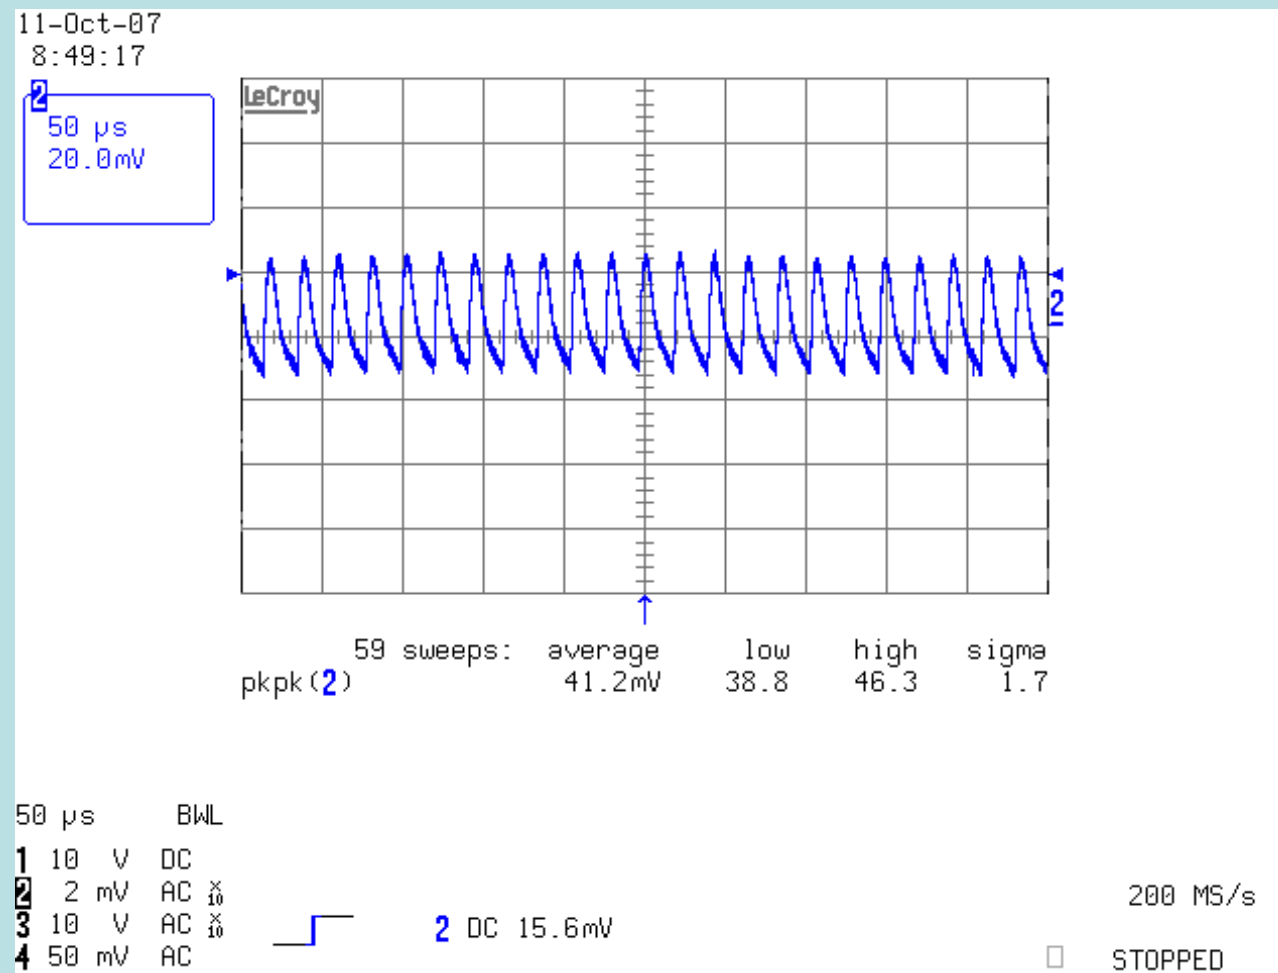 11-Oct-07
8:49:17
2
50 µs
20.0mV
LeCroy
2
59 sweeps: average low high sigma
pkpk(2) 41.2mV 38.8 46.3 1.7
50 µs BWL
1 10 V DC
2 2 mV AC X10
3 10 V AC X10
4 50 mV AC
2 DC 15.6mV
200 MS/s
STOPPED